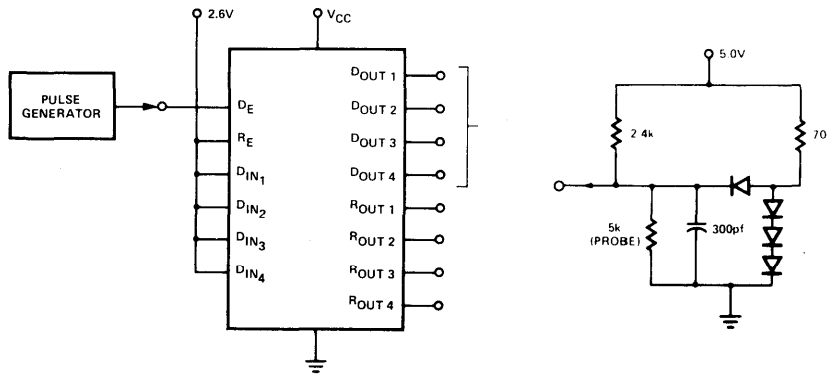 2.6V
VCC
PULSE
GENERATOR
DE
RE
DIN1
DIN2
DIN3
DIN4
DOUT 1
DOUT 2
DOUT 3
DOUT 4
ROUT 1
ROUT 2
ROUT 3
ROUT 4
5.0V
2 4k
70
5k
(PROBE)
300pf